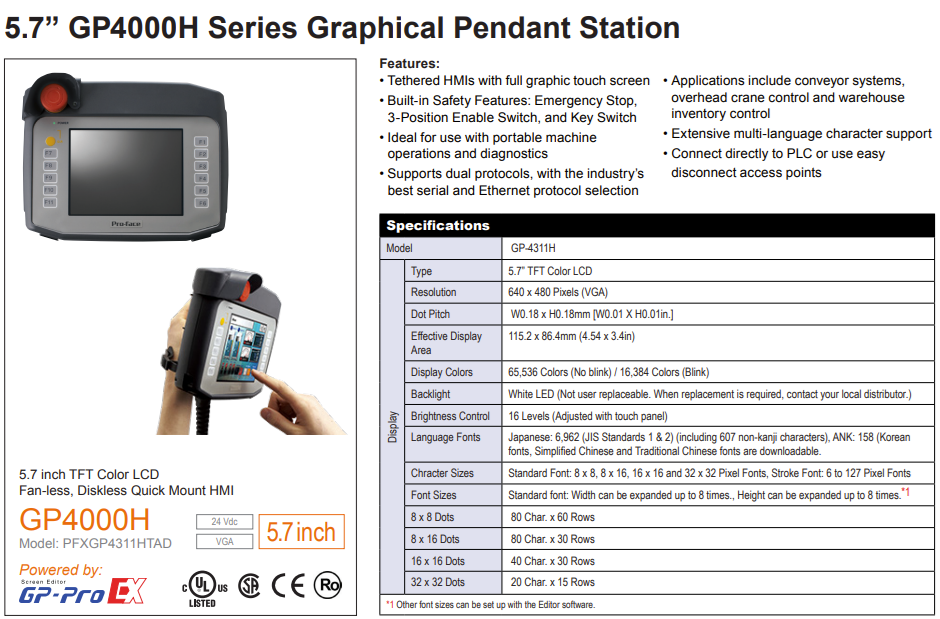 5.7” GP4000H Series Graphical Pendant Station
Pro-face
5.7 inch TFT Color LCD
Fan-less, Diskless Quick Mount HMI
GP4000H
Model: PFXGP4311HTAD
24 Vdc
VGA
5.7 inch
Powered by:
Screen Editor
GP-Pro EX
C UL US
LISTED
SA
CE
Ro
Features:
• Tethered HMIs with full graphic touch screen
• Built-in Safety Features: Emergency Stop,
3-Position Enable Switch, and Key Switch
• Ideal for use with portable machine
operations and diagnostics
• Supports dual protocols, with the industry’s
best serial and Ethernet protocol selection
• Applications include conveyor systems,
overhead crane control and warehouse
inventory control
• Extensive multi-language character support
• Connect directly to PLC or use easy
disconnect access points
Specifications
Model GP-4311H
Display
Type 5.7” TFT Color LCD
Resolution 640 x 480 Pixels (VGA)
Dot Pitch W0.18 x H0.18mm [W0.01 X H0.01in.]
Effective Display
Area 115.2 x 86.4mm (4.54 x 3.4in)
Display Colors 65,536 Colors (No blink) / 16,384 Colors (Blink)
Backlight White LED (Not user replaceable. When replacement is required, contact your local distributor.)
Brightness Control 16 Levels (Adjusted with touch panel)
Language Fonts Japanese: 6,962 (JIS Standards 1 & 2) (including 607 non-kanji characters), ANK: 158 (Korean
fonts, Simplified Chinese and Traditional Chinese fonts are downloadable.
Chracter Sizes Standard Font: 8 x 8, 8 x 16, 16 x 16 and 32 x 32 Pixel Fonts, Stroke Font: 6 to 127 Pixel Fonts
Font Sizes Standard font: Width can be expanded up to 8 times., Height can be expanded up to 8 times.*1
8 x 8 Dots 80 Char. x 60 Rows
8 x 16 Dots 80 Char. x 30 Rows
16 x 16 Dots 40 Char. x 30 Rows
32 x 32 Dots 20 Char. x 15 Rows
*1 Other font sizes can be set up with the Editor software.